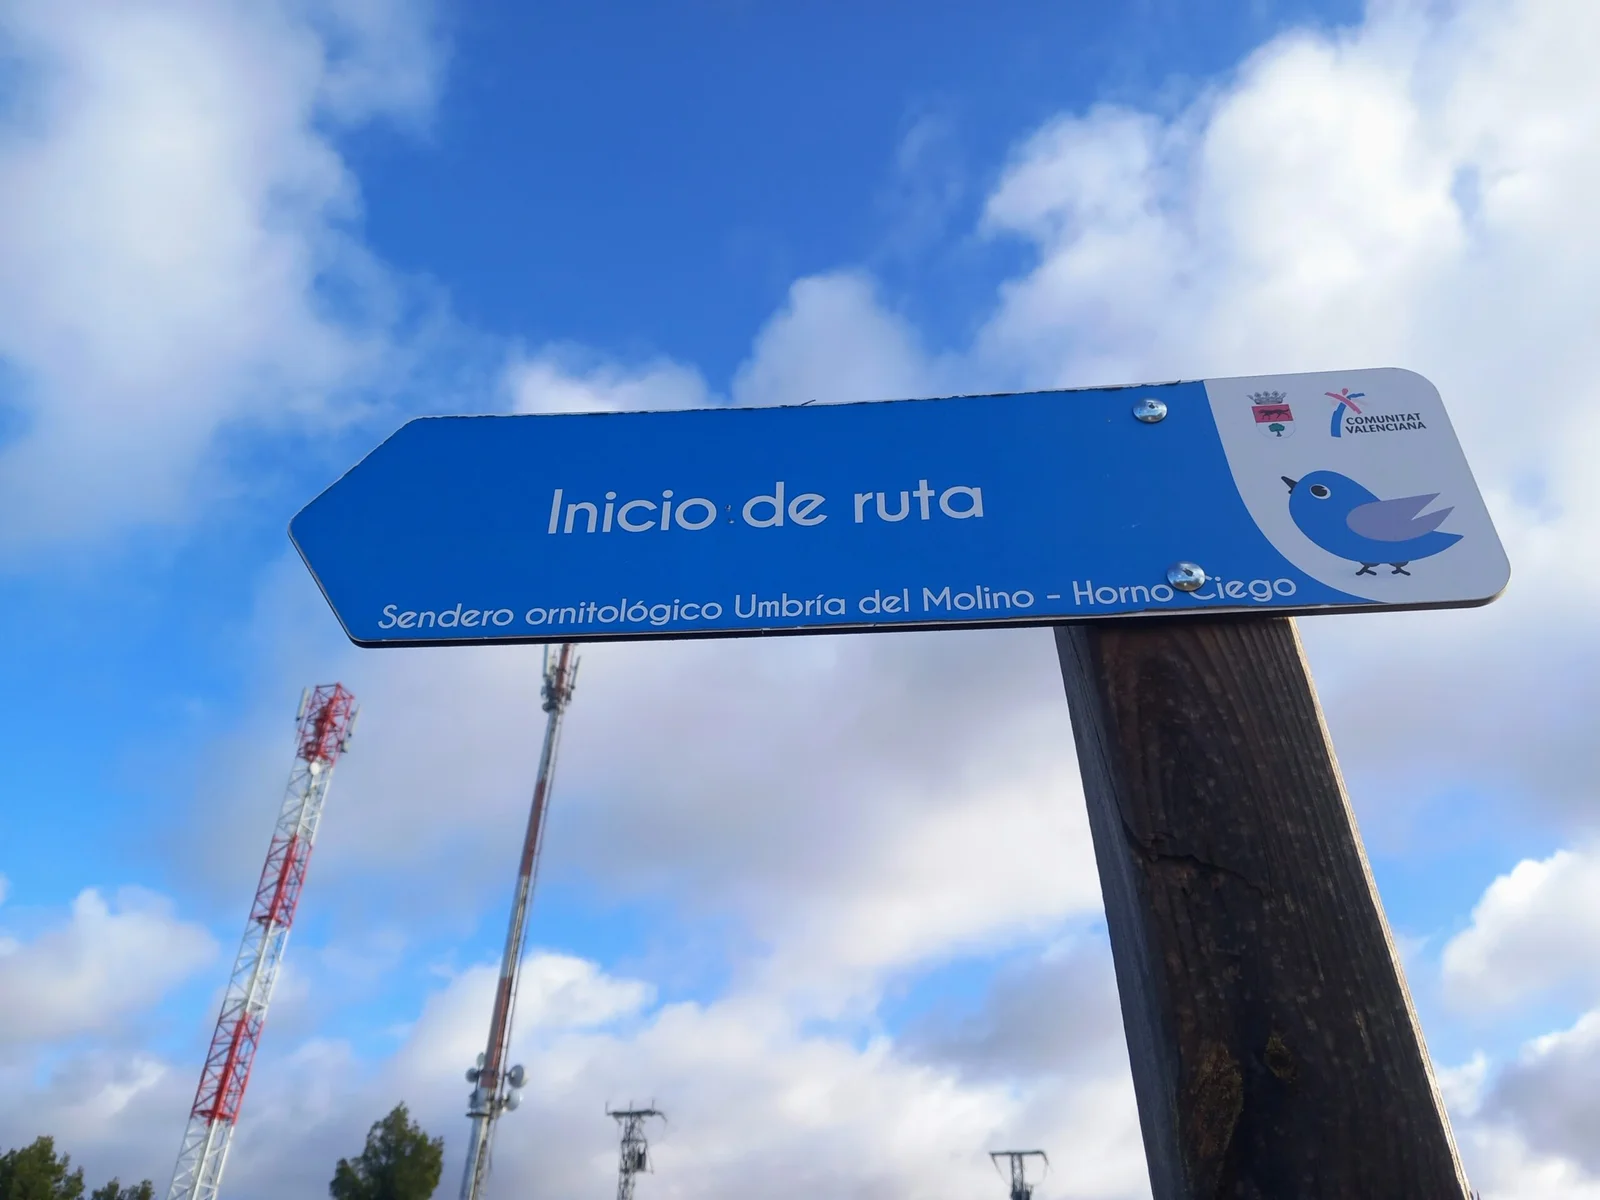 COMUNITAT
VALENCIANA
Inicio de ruta
Sendero ornitológico Umbría del Molino - Horno Ciego